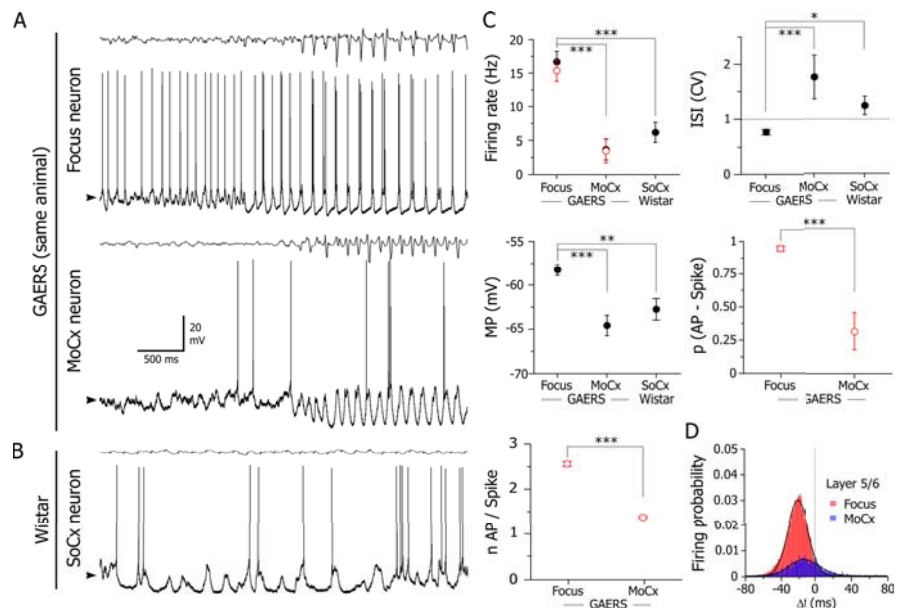 A
GAERS (same animal)
Focus neuron
MoCx neuron
20
mV
500 ms
B
Wistar
SoCx neuron
C
Firing rate (Hz)
20
15
10
5
0
***
***
Focus MoCx SoCx
GAERS Wistar
ISI (CV)
2
1
0
*
***
Focus MoCx SoCx
GAERS Wistar
MP (mV)
-55
-60
-65
-70
**
***
Focus MoCx SoCx
GAERS Wistar
p (AP - Spike)
1
0.75
0.50
0.25
0
***
Focus MoCx
GAERS
n AP / Spike
3
2
1
0
***
Focus MoCx
GAERS
D
Firing probability
0.05
0.04
0.03
0.02
0.01
0
Layer 5/6
Focus
MoCx
-80 -40 0 40 80
Δt (ms)